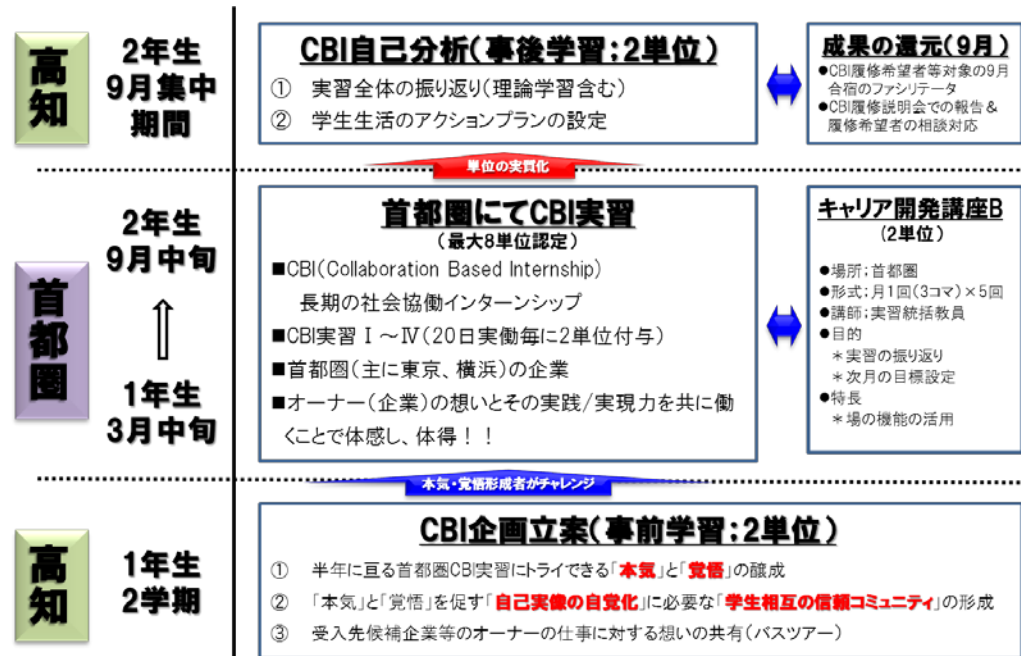 高知
2年生
9月集中
期間
CBI自己分析(事後学習;2単位)
① 実習全体の振り返り(理論学習含む)
② 学生生活のアクションプランの設定
成果の還元(9月)
●CBI履修希望者等対象の9月
合宿のファシリテータ
●CBI履修説明会での報告&
履修希望者の相談対応
単位の実質化
首都圏
2年生
9月中旬
1年生
3月中旬
首都圏にてCBI実習
(最大8単位認定)
■CBI(Collaboration Based Internship)
長期の社会協働インターンシップ
■CBI実習Ⅰ~Ⅳ(20日実働毎に2単位付与)
■首都圏(主に東京、横浜)の企業
■オーナー(企業)の想いとその実践/実現力を共に働
くことで体感し、体得!!
キャリア開発講座B
(2単位)
●場所;首都圏
●形式;月1回(3コマ)×5回
●講師;実習統括教員
●目的
*実習の振り返り
*次月の目標設定
●特長
*場の機能の活用
本気・覚悟形成者がチャレンジ
高知
1年生
2学期
CBI企画立案(事前学習;2単位)
① 半年に亘る首都圏CBI実習にトライできる「本気」と「覚悟」の醸成
② 「本気」と「覚悟」を促す「自己実像の自覚化」に必要な「学生相互の信頼コミュニティ」の形成
③ 受入先候補企業等のオーナーの仕事に対する想いの共有(バスツアー)